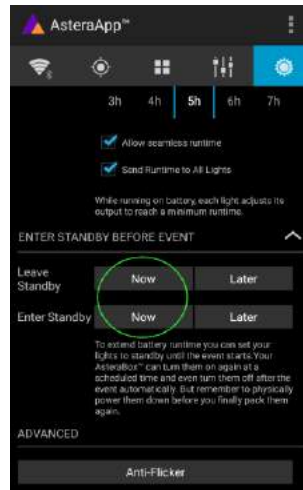 AsteraApp™
3h 4h 5h 6h 7h
Allow seamless runtime
Send Runtime to All Lights
While running on battery, each light adjusts its
output to reach a minimum runtime.
ENTER STANDBY BEFORE EVENT
Leave
Standby
Now Later
Enter Standby Now Later
To extend battery runtime you can set your
lights to standby until the event starts.Your
AsteraBox™ can turn them on again at a
scheduled time and even turn them off after the
event automatically. But remember to physically
power them down before you finally pack them
again.
ADVANCED
Anti-Flicker